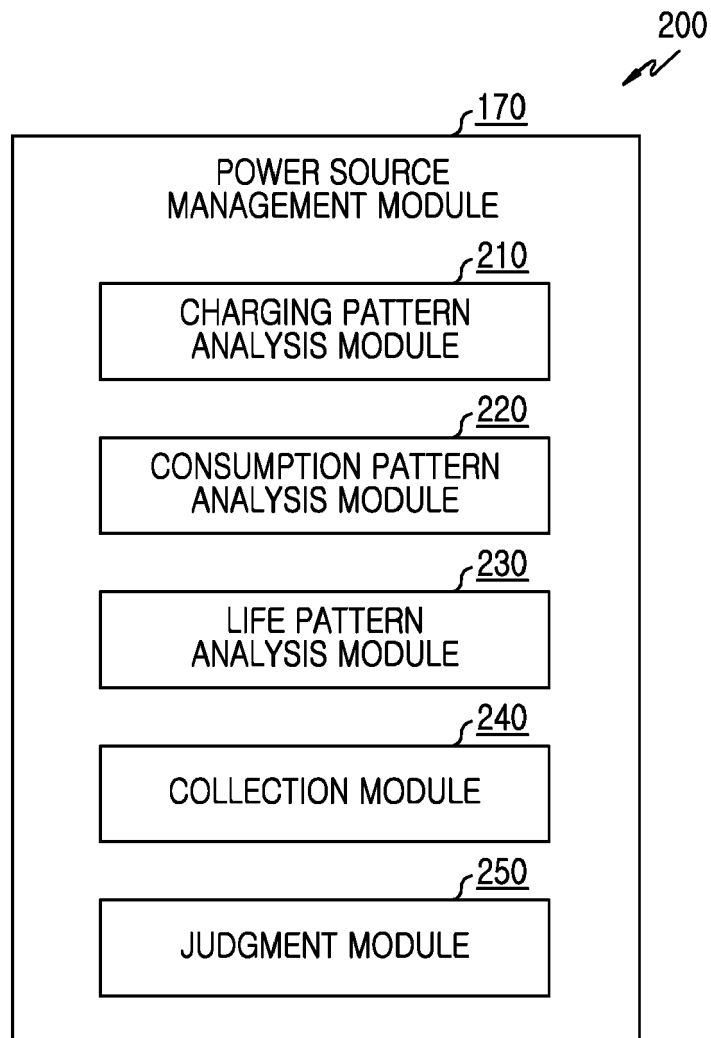 200
170
POWER SOURCE
MANAGEMENT MODULE
210
CHARGING PATTERN
ANALYSIS MODULE
220
CONSUMPTION PATTERN
ANALYSIS MODULE
230
LIFE PATTERN
ANALYSIS MODULE
240
COLLECTION MODULE
250
JUDGMENT MODULE